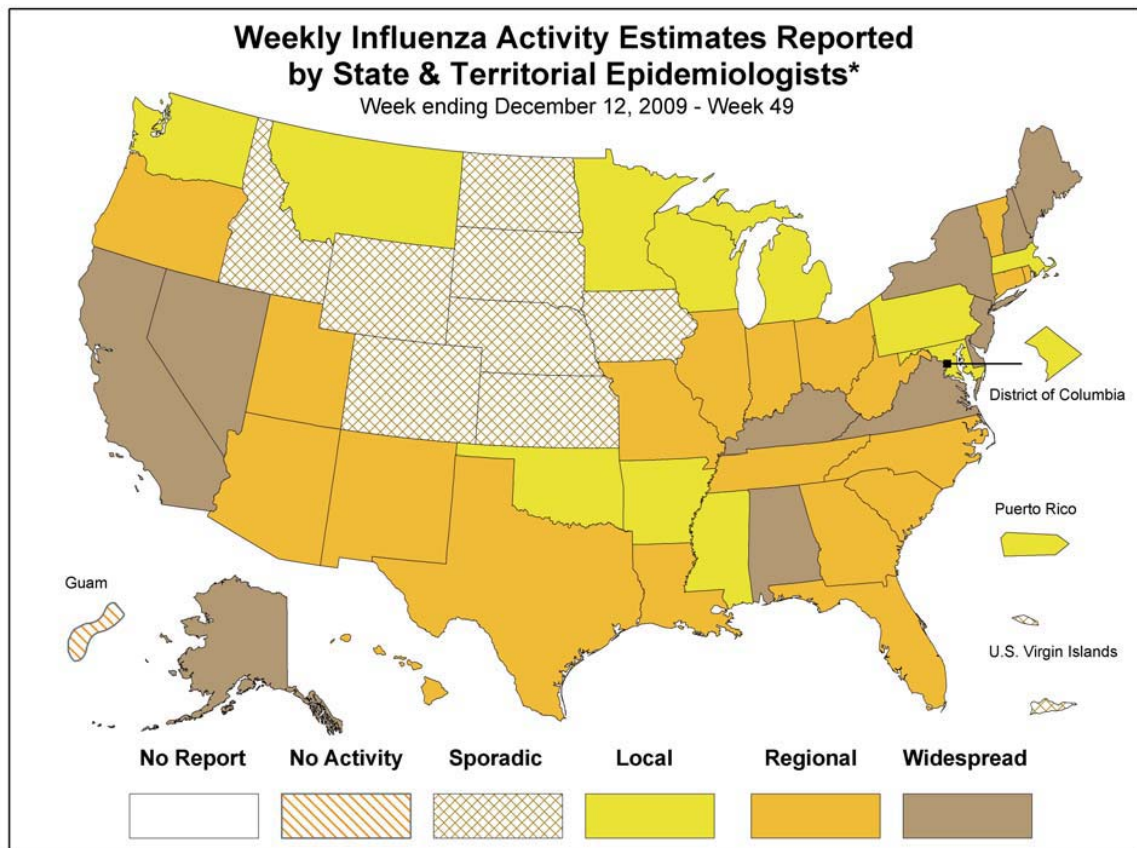 Weekly Influenza Activity Estimates Reported
by State & Territorial Epidemiologists*
Week ending December 12, 2009 - Week 49
District of Columbia
Puerto Rico
Guam
U.S. Virgin Islands
No Report No Activity Sporadic Local Regional Widespread